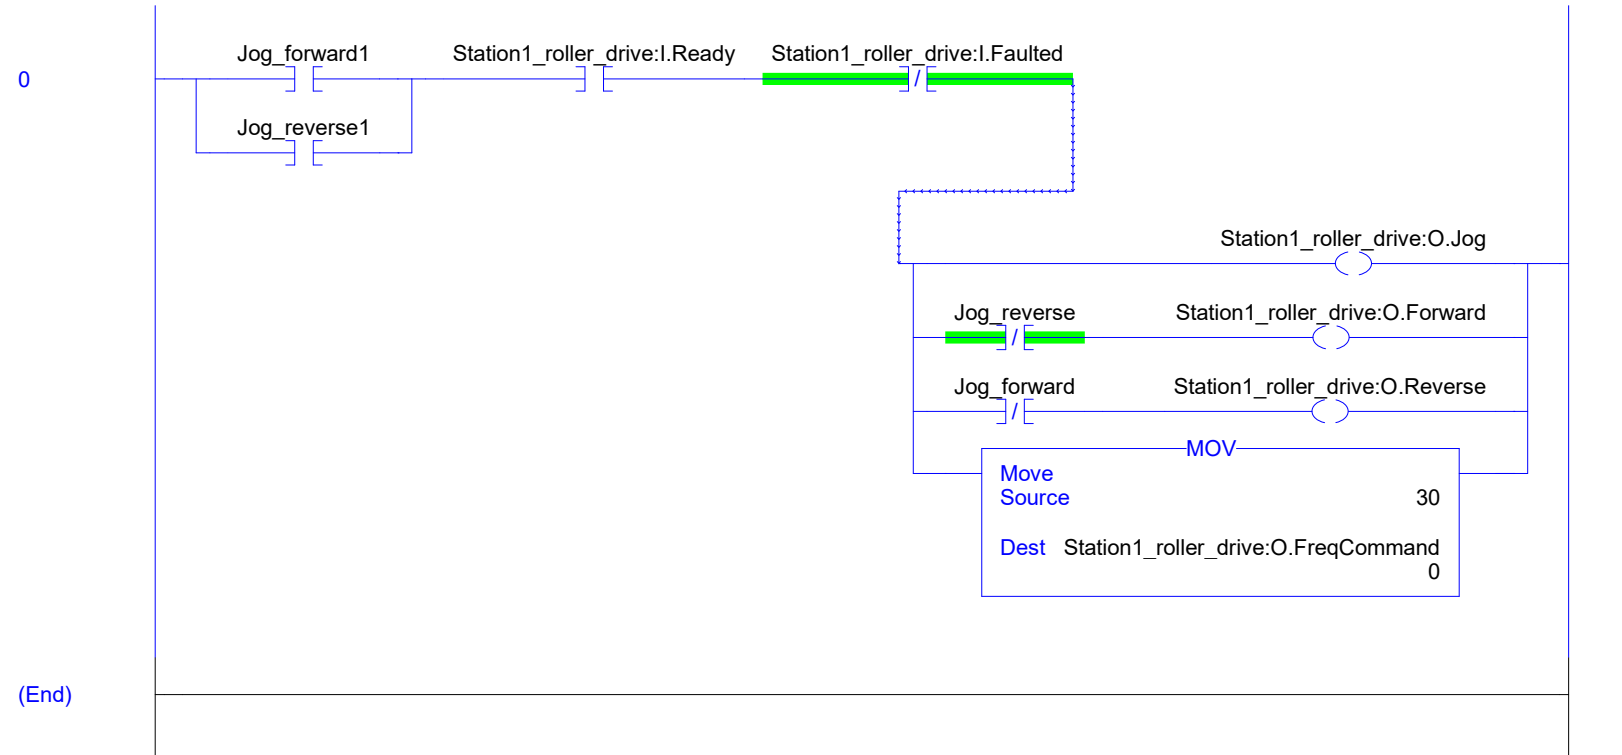 Jog_forward1
Station1_roller_drive:I.Ready
Station1_roller_drive:I.Faulted
0
/
Jog_reverse1
Station1_roller_drive:O.Jog
Jog_reverse
Station1_roller_drive:O.Forward
/
Jog_forward
Station1_roller_drive:O.Reverse
/
MOV
Move
Source 30
Dest Station1_roller_drive:O.FreqCommand
0
(End)